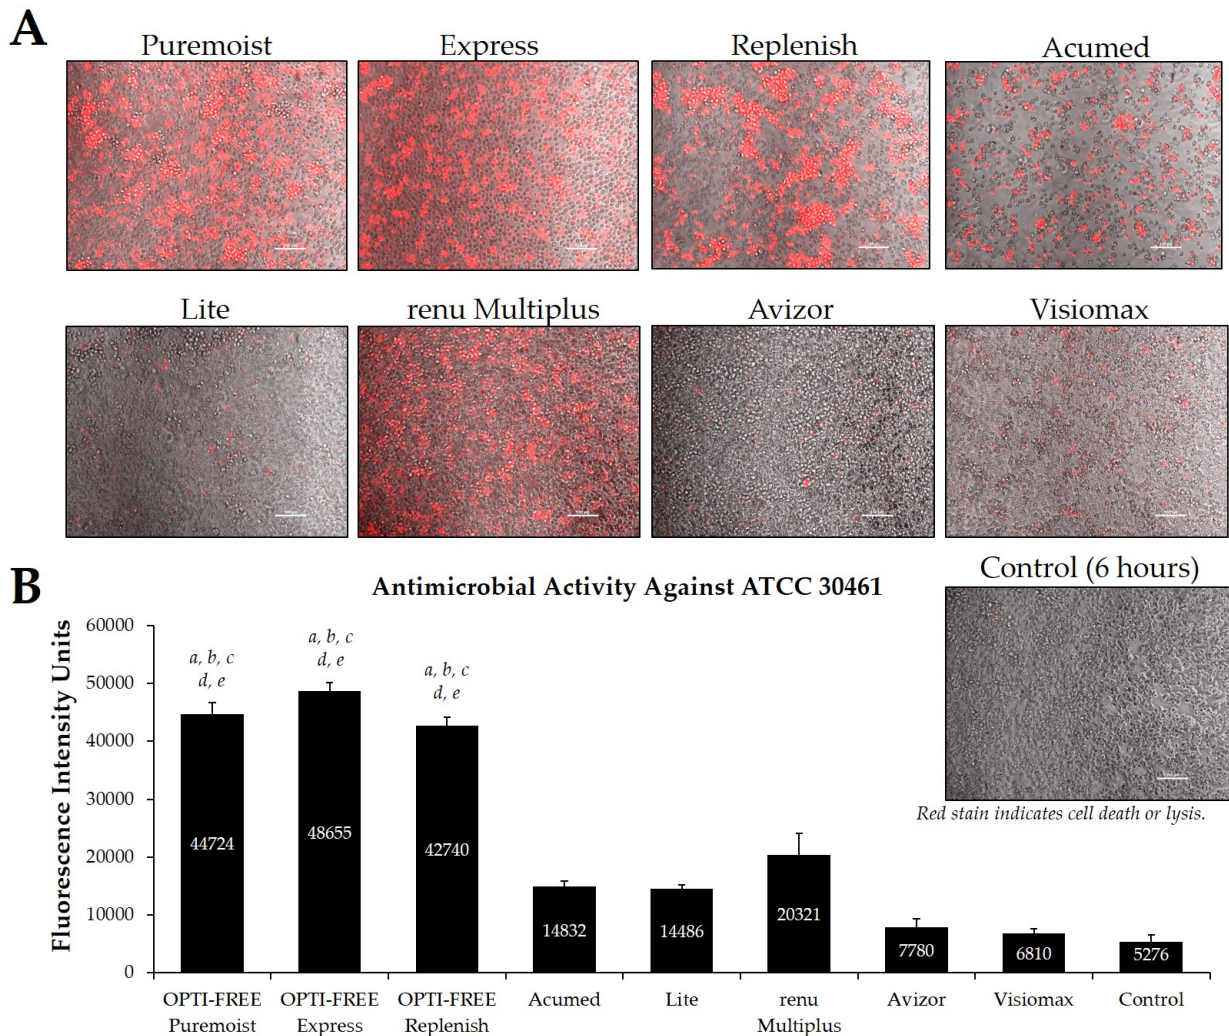 A
Puremoist
Express
Replenish
Acumed
Lite
renu Multiplus
Avizor
Visiomax
B
Antimicrobial Activity Against ATCC 30461
Control (6 hours)
Red stain indicates cell death or lysis.
Fluorescence Intensity Units
60000
50000
40000
30000
20000
10000
0
a, b, c
d, e
a, b, c
d, e
a, b, c
d, e
44724
48655
42740
14832
14486
20321
7780
6810
5276
OPTI-FREE
Puremoist
OPTI-FREE
Express
OPTI-FREE
Replenish
Acumed
Lite
renu
Multiplus
Avizor
Visiomax
Control